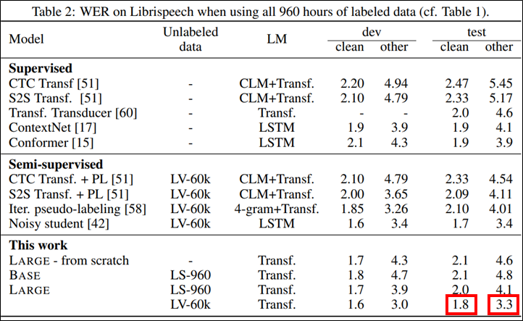 Table 2: WER on Librispeech when using all 960 hours of labeled data (cf. Table 1).
Model Unlabeled data LM dev test
clean other clean other
Supervised
CTC Transf [51] - CLM+Transf. 2.20 4.94 2.47 5.45
S2S Transf. [51] - CLM+Transf. 2.10 4.79 2.33 5.17
Transf. Transducer [60] - Transf. - - 2.0 4.6
ContextNet [17] - LSTM 1.9 3.9 1.9 4.1
Conformer [15] - LSTM 2.1 4.3 1.9 3.9
Semi-supervised
CTC Transf. + PL [51] LV-60k CLM+Transf. 2.10 4.79 2.33 4.54
S2S Transf. + PL [51] LV-60k CLM+Transf. 2.00 3.65 2.09 4.11
Iter. pseudo-labeling [58] LV-60k 4-gram+Transf. 1.85 3.26 2.10 4.01
Noisy student [42] LV-60k LSTM 1.6 3.4 1.7 3.4
This work
LARGE - from scratch - Transf. 1.7 4.3 2.1 4.6
BASE LS-960 Transf. 1.8 4.7 2.1 4.8
LARGE LS-960 Transf. 1.7 3.9 2.0 4.1
LV-60k Transf. 1.6 3.0 1.8 3.3